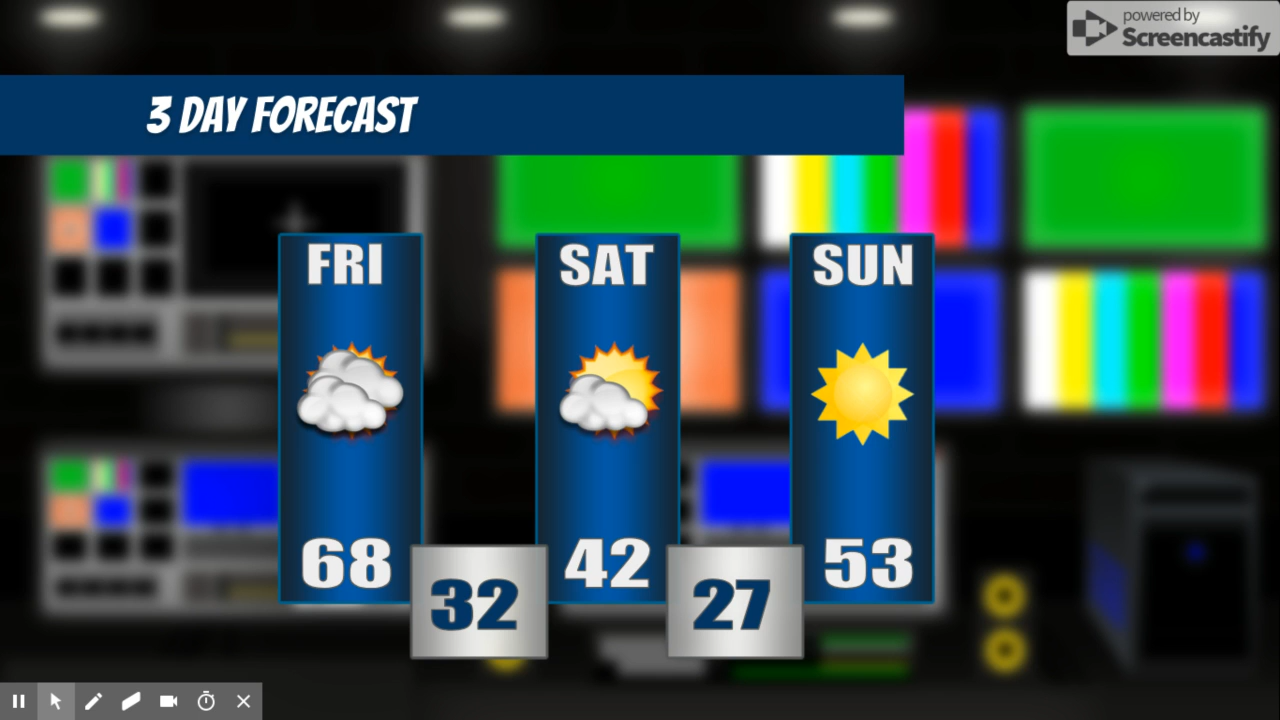 powered by
Screencastify
3 DAY FORECAST
FRI
SAT
SUN
68
42
53
32
27